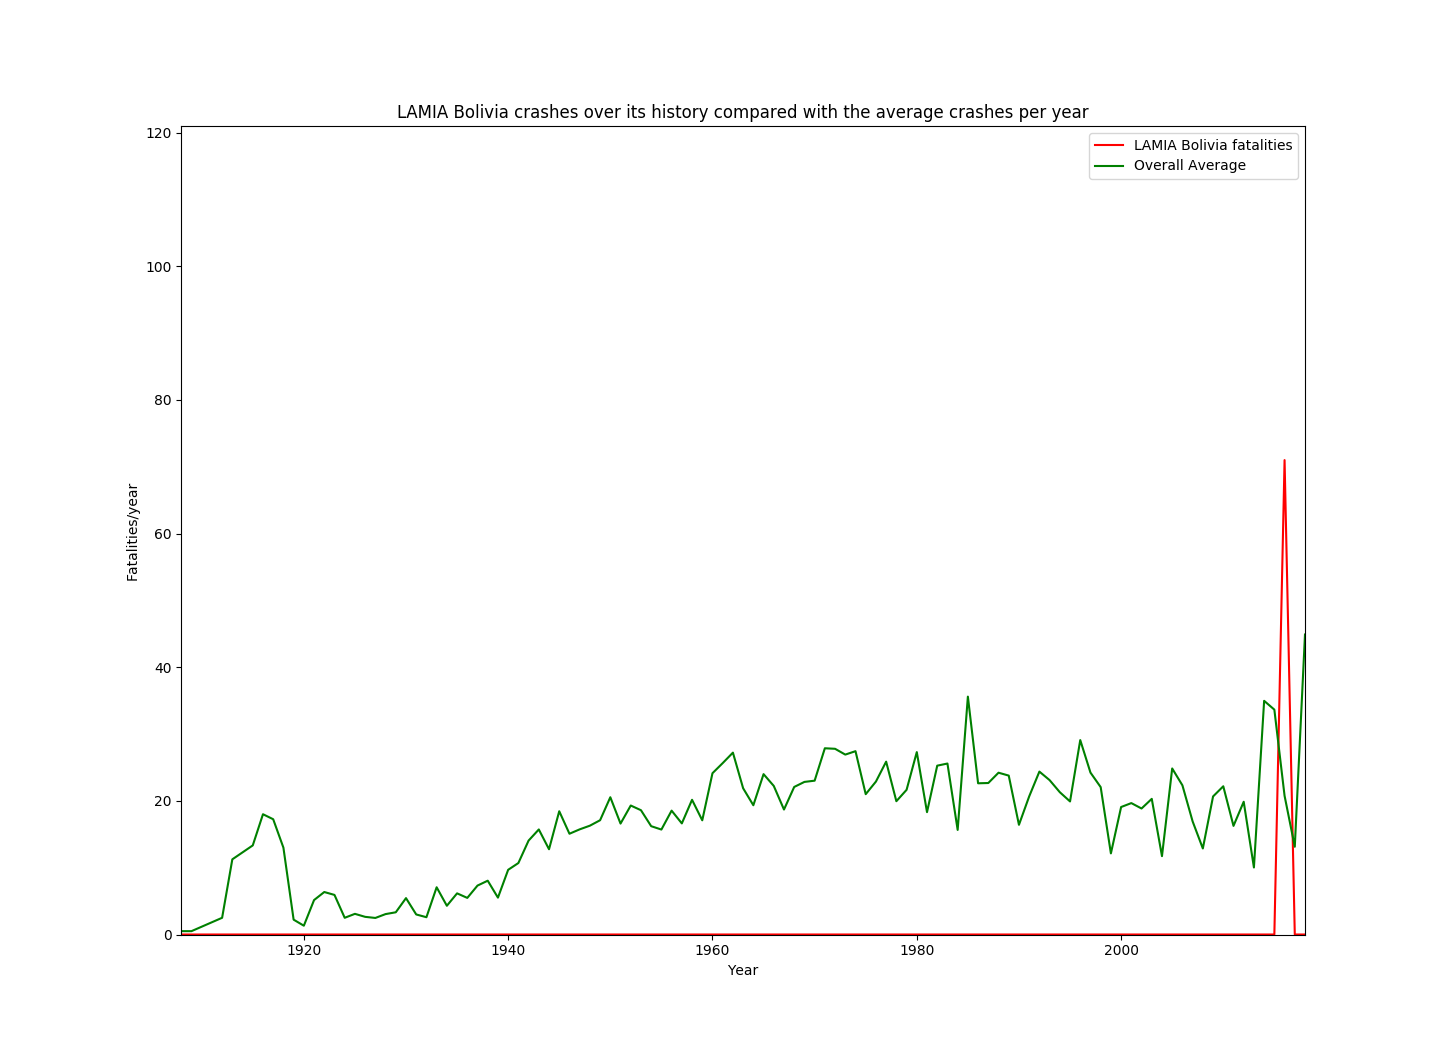 LAMIA Bolivia crashes over its history compared with the average crashes per year
LAMIA Bolivia fatalities
Overall Average
120
100
80
60
40
20
0
Fatalities/year
1920 1940 1960 1980 2000
Year